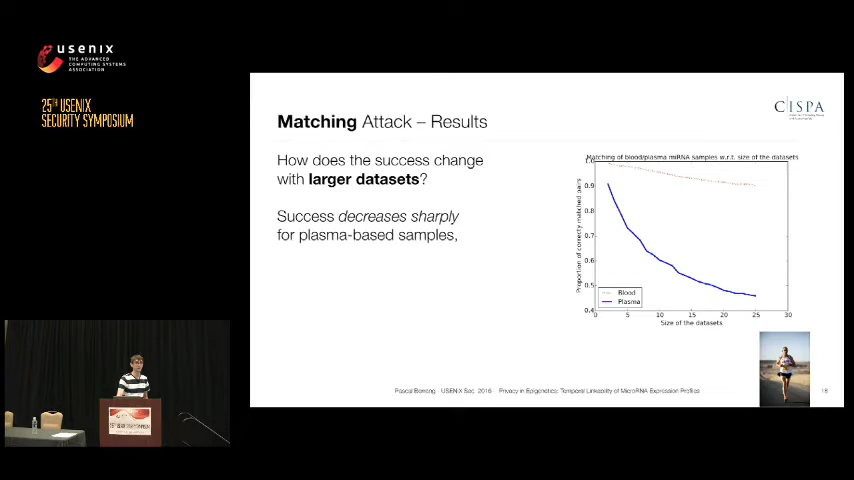 usenix
THE ADVANCED
COMPUTING SYSTEMS
ASSOCIATION
25TH USENIX
SECURITY SYMPOSIUM
CISPA
Matching Attack – Results
How does the success change
with larger datasets?
Success decreases sharply
for plasma-based samples,
Matching of blood/plasma miRNA samples w.r.t. size of the datasets
Proportion of correctly matched pairs
1.0
0.9
0.8
0.7
0.6
0.5
0.4
Blood
Plasma
0 5 10 15 20 25 30
Size of the datasets
USENIX Sec. 2016 - Privacy in Epigenetics: Temporal Linkability of MicroRNA Expression Profiles
25TH USENIX SECURITY SYMPOSIUM